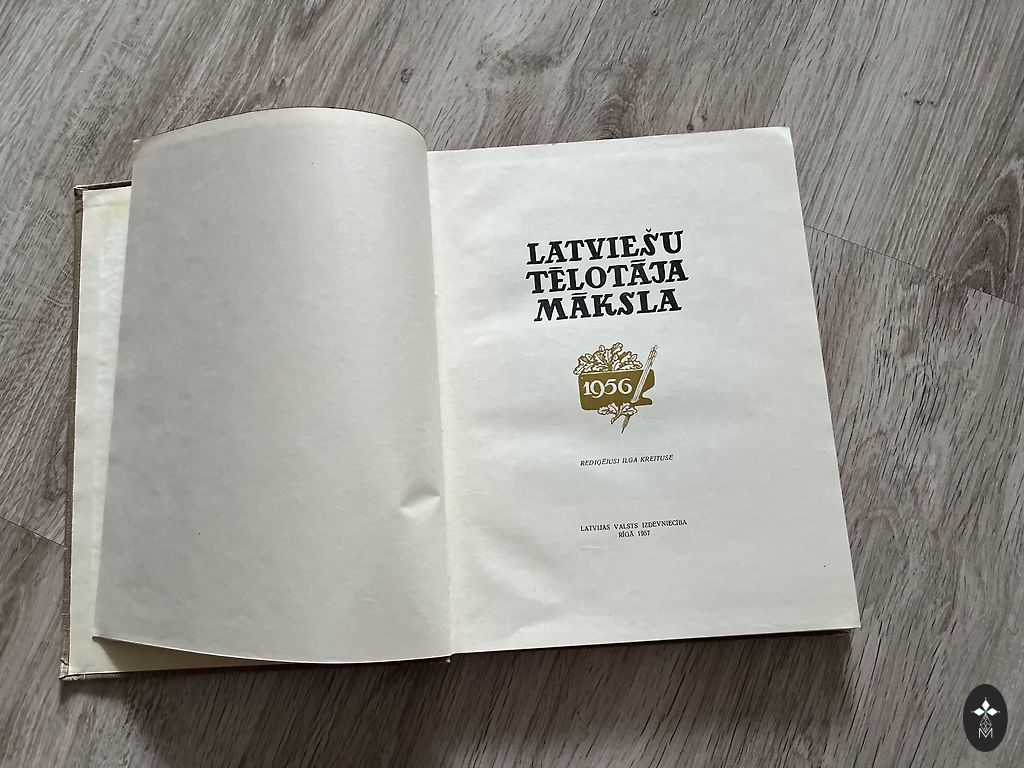 LATVIEŠU
TĒLOTĀJA
MĀKSLA
1956
REDIĢĒJUSI ILGA KREITUSE
LATVIJAS VALSTS IZDEVNIECĪBA
RĪGĀ 1957
M